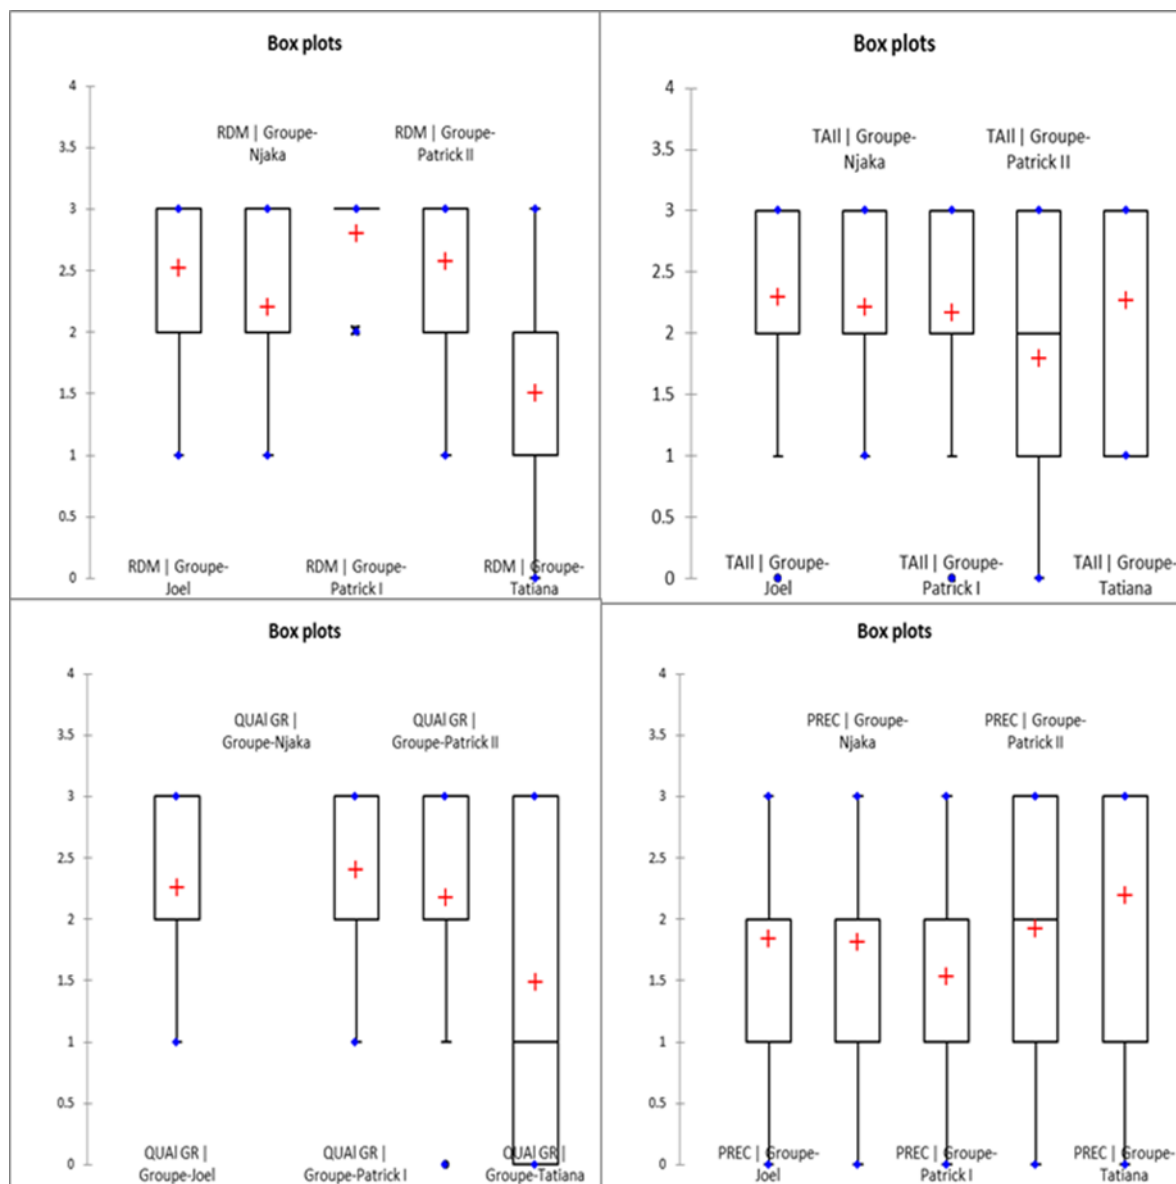 Box plots
4
3.5
3
2.5
2
1.5
1
0.5
0
RDM | Groupe-
Njaka
RDM | Groupe-
Patrick II
RDM | Groupe-
Joel
RDM | Groupe-
Patrick I
RDM | Groupe-
Tatiana
Box plots
4
3.5
3
2.5
2
1.5
1
0.5
0
TAIl | Groupe-
Njaka
TAIl | Groupe-
Patrick II
TAIl | Groupe-
Joel
TAIl | Groupe-
Patrick I
TAIl | Groupe-
Tatiana
Box plots
4
3.5
3
2.5
2
1.5
1
0.5
0
QUAl GR |
Groupe-Njaka
QUAl GR |
Groupe-Patrick II
QUAl GR |
Groupe-Joel
QUAl GR |
Groupe-Patrick I
QUAl GR |
Groupe-Tatiana
Box plots
4
3.5
3
2.5
2
1.5
1
0.5
0
PREC | Groupe-
Njaka
PREC | Groupe-
Patrick II
PREC | Groupe-
Joel
PREC | Groupe-
Patrick I
PREC | Groupe-
Tatiana